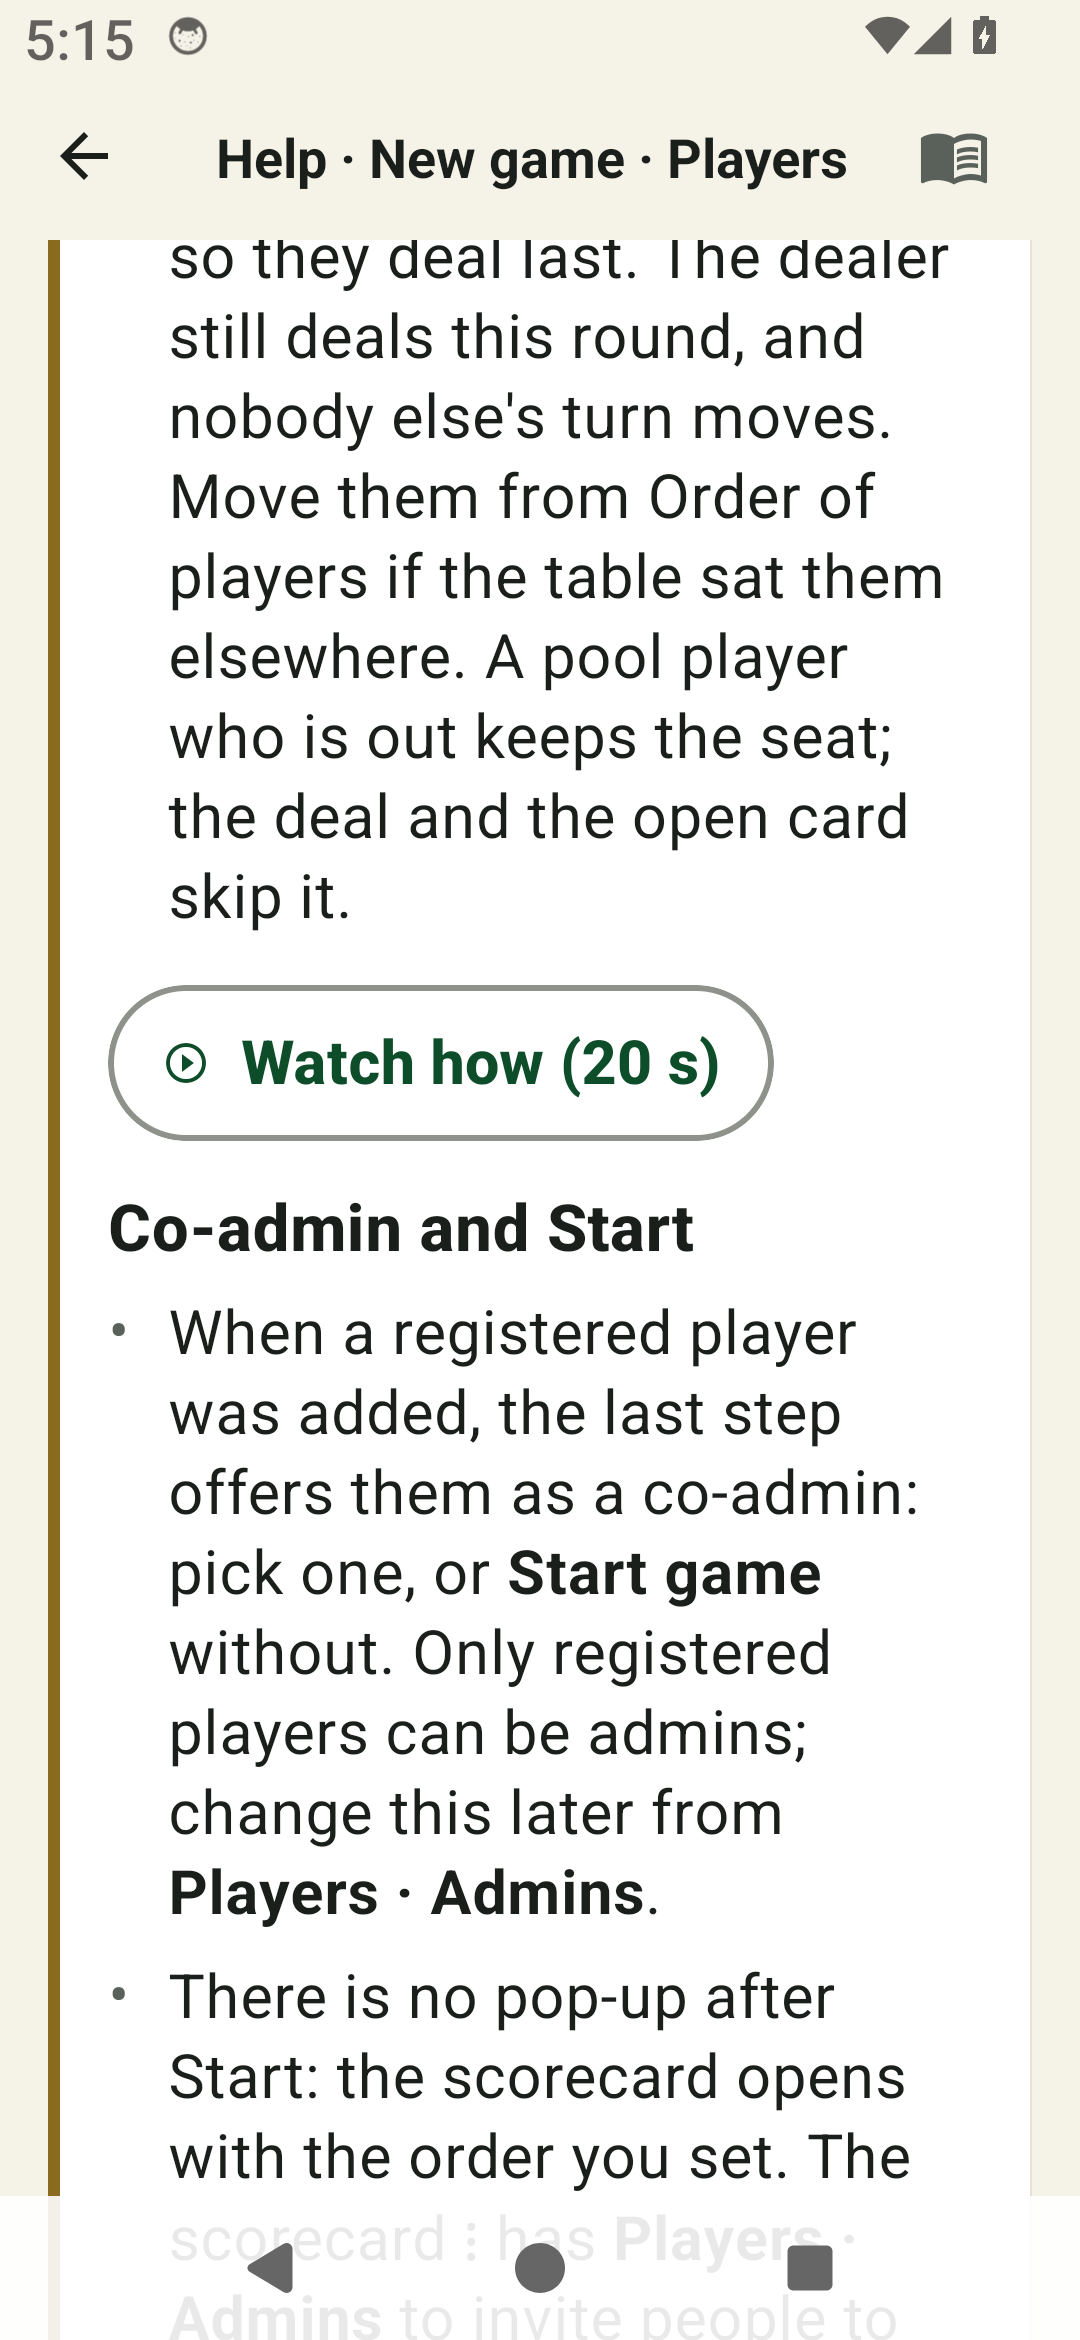 5:15
Help · New game · Players
so they deal last. The dealer
still deals this round, and
nobody else's turn moves.
Move them from Order of
players if the table sat them
elsewhere. A pool player
who is out keeps the seat;
the deal and the open card
skip it.
Watch how (20 s)
Co-admin and Start
• When a registered player
was added, the last step
offers them as a co-admin:
pick one, or Start game
without. Only registered
players can be admins;
change this later from
Players · Admins.
• There is no pop-up after
Start: the scorecard opens
with the order you set. The
scorecard ⋮ has Players ·
Admins to invite people to